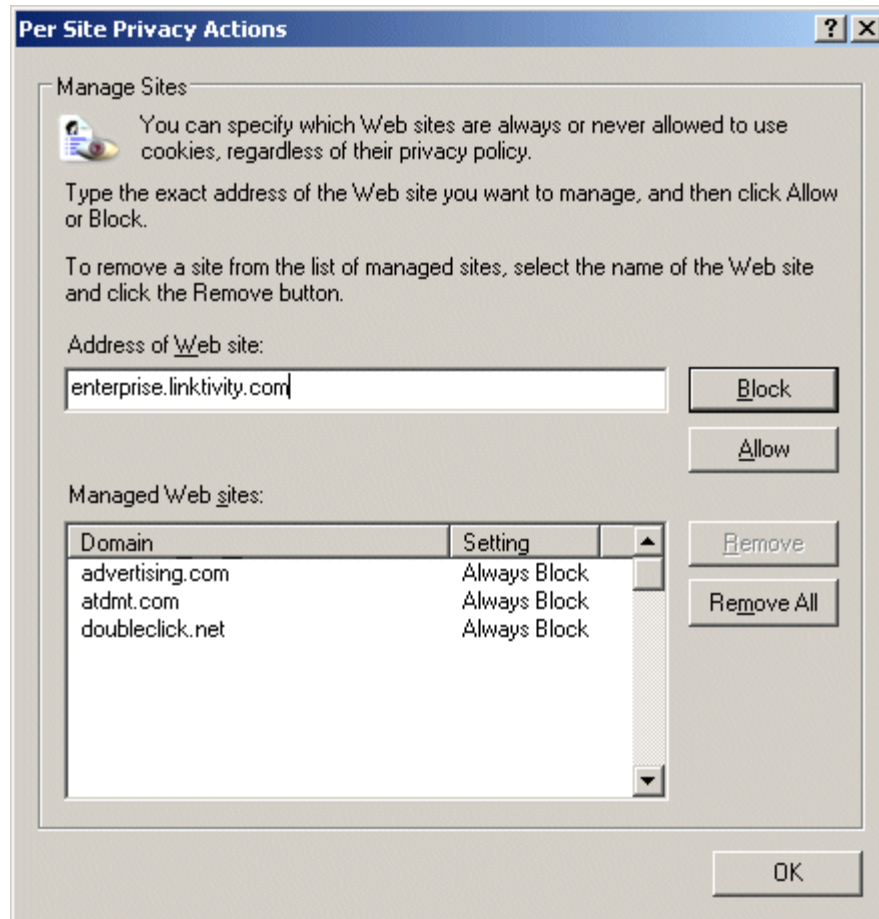 Per Site Privacy Actions
Manage Sites
You can specify which Web sites are always or never allowed to use
cookies, regardless of their privacy policy.
Type the exact address of the Web site you want to manage, and then click Allow
or Block.
To remove a site from the list of managed sites, select the name of the Web site
and click the Remove button.
Address of Web site:
enterprise.linktivity.com
Block
Allow
Managed Web sites:
Domain Setting
Remove
advertising.com Always Block
atdmt.com Always Block
Remove All
doubleclick.net Always Block
OK